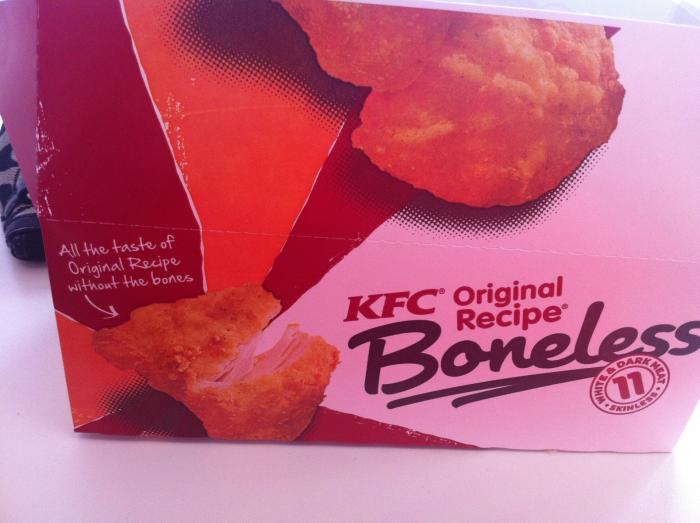 All the taste of
Original Recipe
without the bones
KFC® Original
Recipe®
Boneless
WHITE & DARK MEAT
11
• SKINLESS •